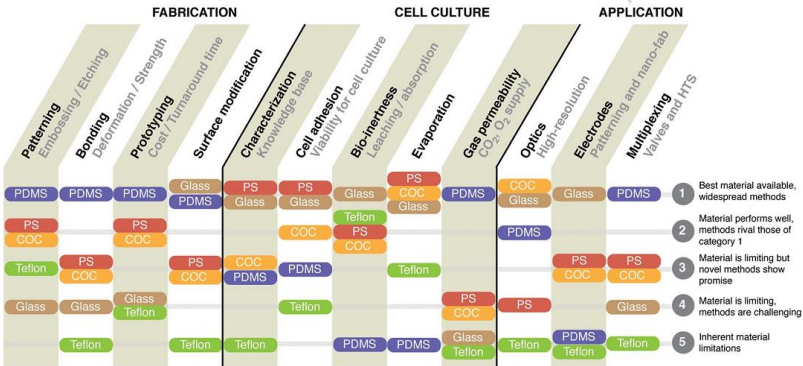 FABRICATION
CELL CULTURE
APPLICATION
Patterning
Embossing / Etching
Bonding
Deformation / Strength
Prototyping
Cost / Turnaround time
Surface modification
Characterization
Knowledge base
Cell adhesion
Viability for cell culture
Bio-inertness
Leaching / absorption
Evaporation
Gas permeability
CO₂, O₂ supply
Optics
High-resolution
Electrodes
Patterning and nano-fab
Multiplexing
Valves and HTS
PDMS PDMS PDMS Glass PDMS PS Glass PS Glass Glass PS COC Glass PDMS COC Glass Glass PDMS
1 Best material available,
widespread methods
PS COC PS COC COC Teflon PS COC PDMS
2 Material performs well,
methods rival those of
category 1
Teflon PS COC PS COC COC PDMS PDMS Teflon PS COC PS COC
3 Material is limiting but
novel methods show
promise
Glass Glass Glass Teflon Teflon PS COC PS Glass
4 Material is limiting,
methods are challenging
Teflon Teflon Teflon PDMS PDMS Glass Teflon Teflon PDMS Teflon Teflon
5 Inherent material
limitations